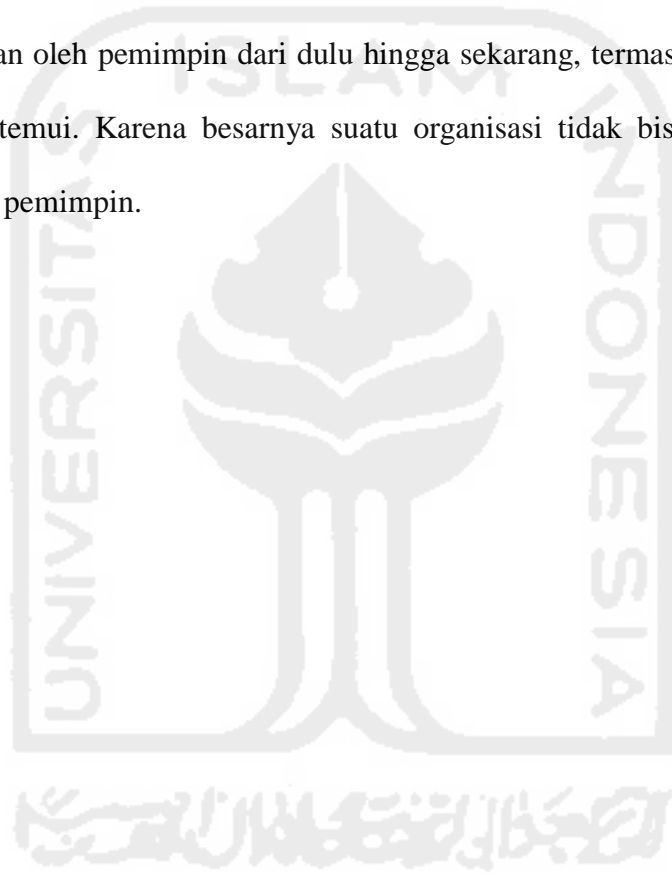 an oleh pemimpin dari dulu hingga sekarang, termas
temui. Karena besarnya suatu organisasi tidak bis
pemimpin.
ISLAM
UNIVERSITAS
INDONESIA